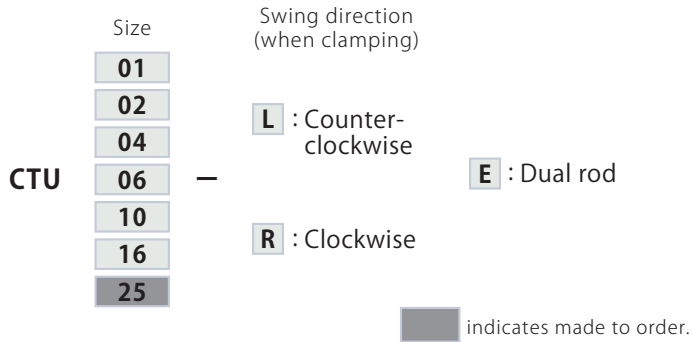 Size
Swing direction
(when clamping)
01
02
04
CTU 06 –
10
16
25
L : Counter-
clockwise
R : Clockwise
E : Dual rod
indicates made to order.